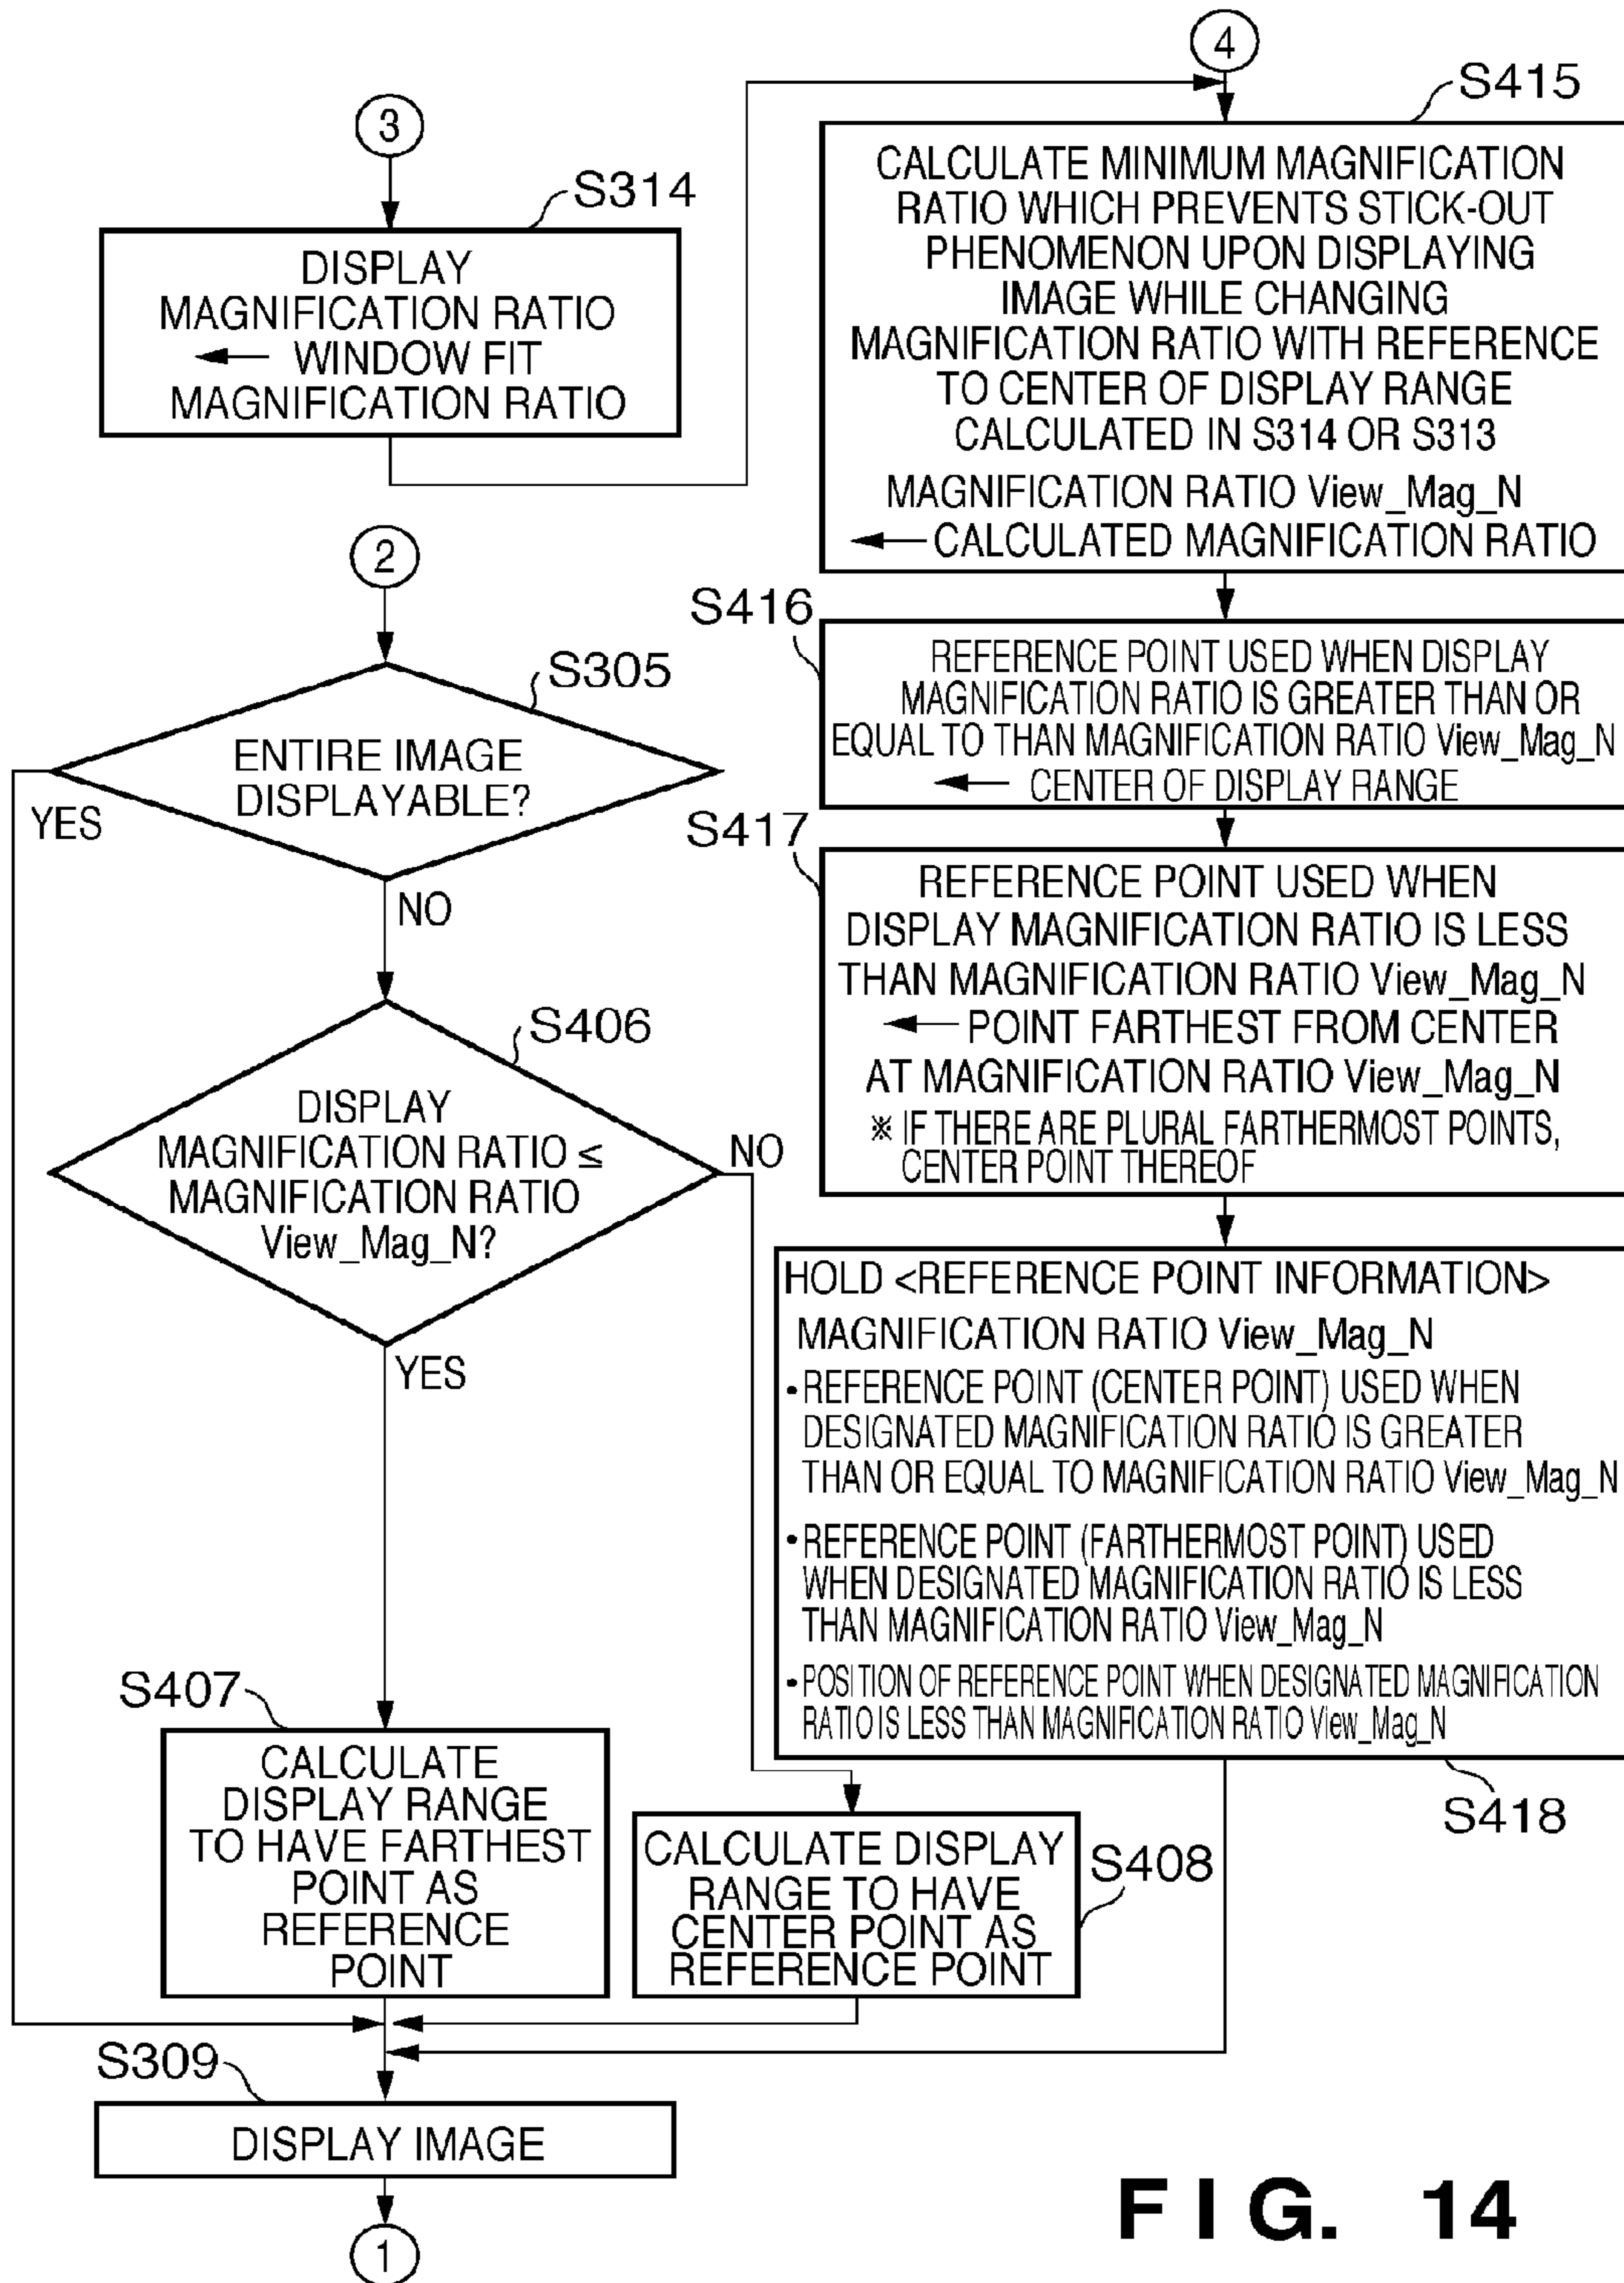 3
S314
DISPLAY
MAGNIFICATION RATIO
← WINDOW FIT
MAGNIFICATION RATIO
2
S305
ENTIRE IMAGE
DISPLAYABLE?
YES
NO
S406
DISPLAY
MAGNIFICATION RATIO ≤
MAGNIFICATION RATIO
View_Mag_N?
NO
YES
S407
CALCULATE
DISPLAY RANGE
TO HAVE FARTHEST
POINT AS
REFERENCE
POINT
S408
CALCULATE DISPLAY
RANGE TO HAVE
CENTER POINT AS
REFERENCE POINT
S309
DISPLAY IMAGE
1
4
S415
CALCULATE MINIMUM MAGNIFICATION
RATIO WHICH PREVENTS STICK-OUT
PHENOMENON UPON DISPLAYING
IMAGE WHILE CHANGING
MAGNIFICATION RATIO WITH REFERENCE
TO CENTER OF DISPLAY RANGE
CALCULATED IN S314 OR S313
MAGNIFICATION RATIO View_Mag_N
← CALCULATED MAGNIFICATION RATIO
S416
REFERENCE POINT USED WHEN DISPLAY
MAGNIFICATION RATIO IS GREATER THAN OR
EQUAL TO THAN MAGNIFICATION RATIO View_Mag_N
← CENTER OF DISPLAY RANGE
S417
REFERENCE POINT USED WHEN
DISPLAY MAGNIFICATION RATIO IS LESS
THAN MAGNIFICATION RATIO View_Mag_N
← POINT FARTHEST FROM CENTER
AT MAGNIFICATION RATIO View_Mag_N
※ IF THERE ARE PLURAL FARTHERMOST POINTS,
CENTER POINT THEREOF
HOLD <REFERENCE POINT INFORMATION>
MAGNIFICATION RATIO View_Mag_N
• REFERENCE POINT (CENTER POINT) USED WHEN
DESIGNATED MAGNIFICATION RATIO IS GREATER
THAN OR EQUAL TO MAGNIFICATION RATIO View_Mag_N
• REFERENCE POINT (FARTHERMOST POINT) USED
WHEN DESIGNATED MAGNIFICATION RATIO IS LESS
THAN MAGNIFICATION RATIO View_Mag_N
• POSITION OF REFERENCE POINT WHEN DESIGNATED MAGNIFICATION
RATIO IS LESS THAN MAGNIFICATION RATIO View_Mag_N
S418
FIG. 14